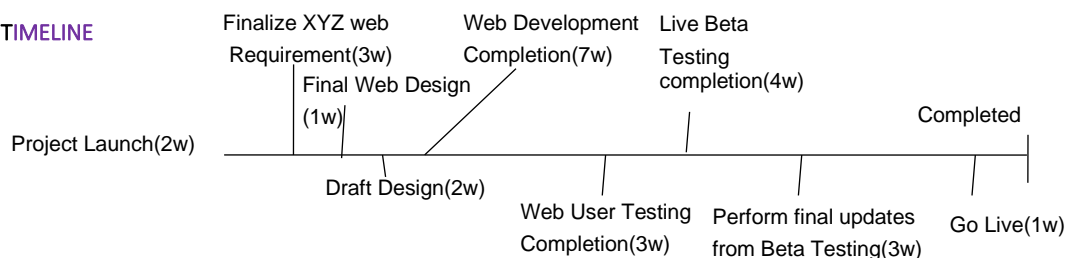 TIMELINE
Finalize XYZ web
Requirement(3w)
Final Web Design
(1w)
Web Development
Completion(7w)
Live Beta
Testing
completion(4w)
Completed
Project Launch(2w)
Draft Design(2w)
Web User Testing
Completion(3w)
Perform final updates
from Beta Testing(3w)
Go Live(1w)